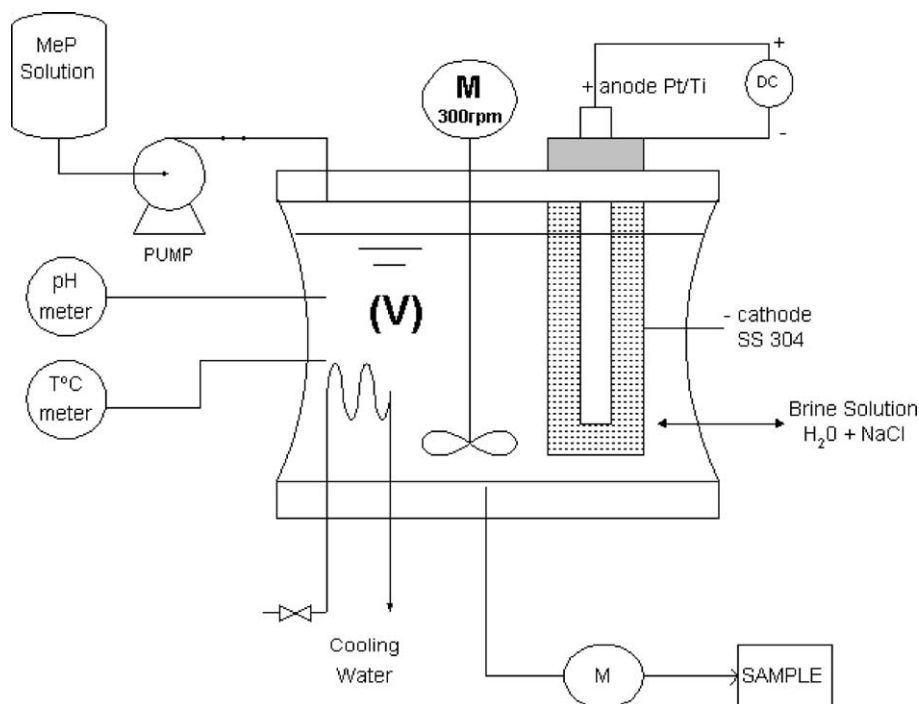 MeP
Solution
M
300rpm
+
+ anode Pt/Ti
DC
-
PUMP
pH
meter
(V)
- cathode
SS 304
TºC
meter
Brine Solution
H₂0 + NaCl
Cooling
Water
M
SAMPLE